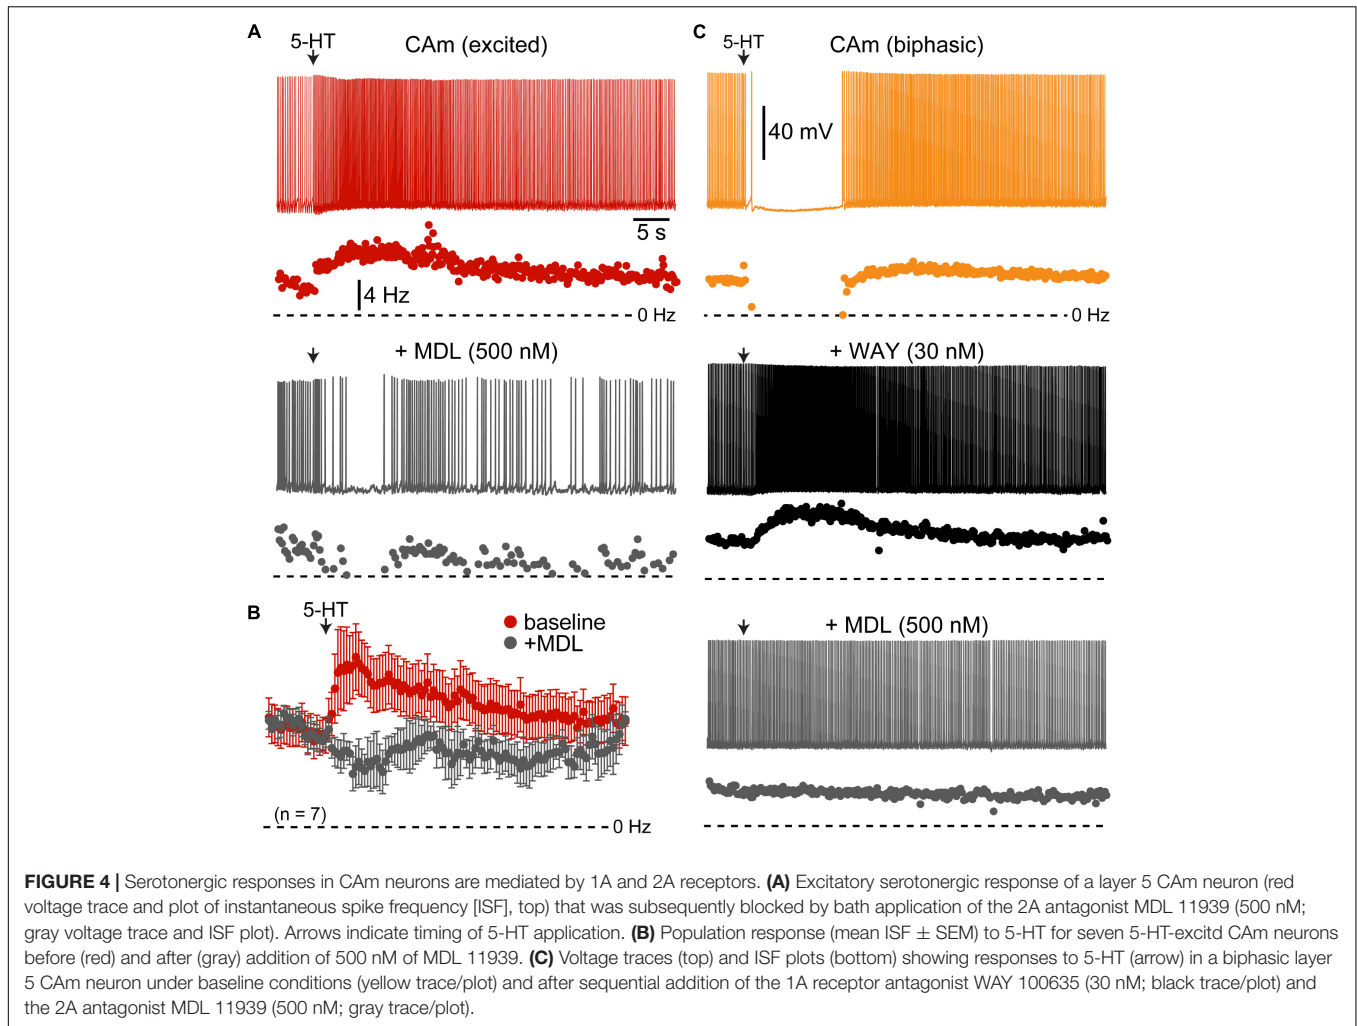 A
5-HT
CAm (excited)
5 s
4 Hz
0 Hz
+ MDL (500 nM)
B
5-HT
baseline
+MDL
(n = 7)
0 Hz
C
5-HT
CAm (biphasic)
40 mV
0 Hz
+ WAY (30 nM)
+ MDL (500 nM)
FIGURE 4 | Serotonergic responses in CAm neurons are mediated by 1A and 2A receptors. (A) Excitatory serotonergic response of a layer 5 CAm neuron (red
voltage trace and plot of instantaneous spike frequency [ISF], top) that was subsequently blocked by bath application of the 2A antagonist MDL 11939 (500 nM;
gray voltage trace and ISF plot). Arrows indicate timing of 5-HT application. (B) Population response (mean ISF ± SEM) to 5-HT for seven 5-HT-excitd CAm neurons
before (red) and after (gray) addition of 500 nM of MDL 11939. (C) Voltage traces (top) and ISF plots (bottom) showing responses to 5-HT (arrow) in a biphasic layer
5 CAm neuron under baseline conditions (yellow trace/plot) and after sequential addition of the 1A receptor antagonist WAY 100635 (30 nM; black trace/plot) and
the 2A antagonist MDL 11939 (500 nM; gray trace/plot).